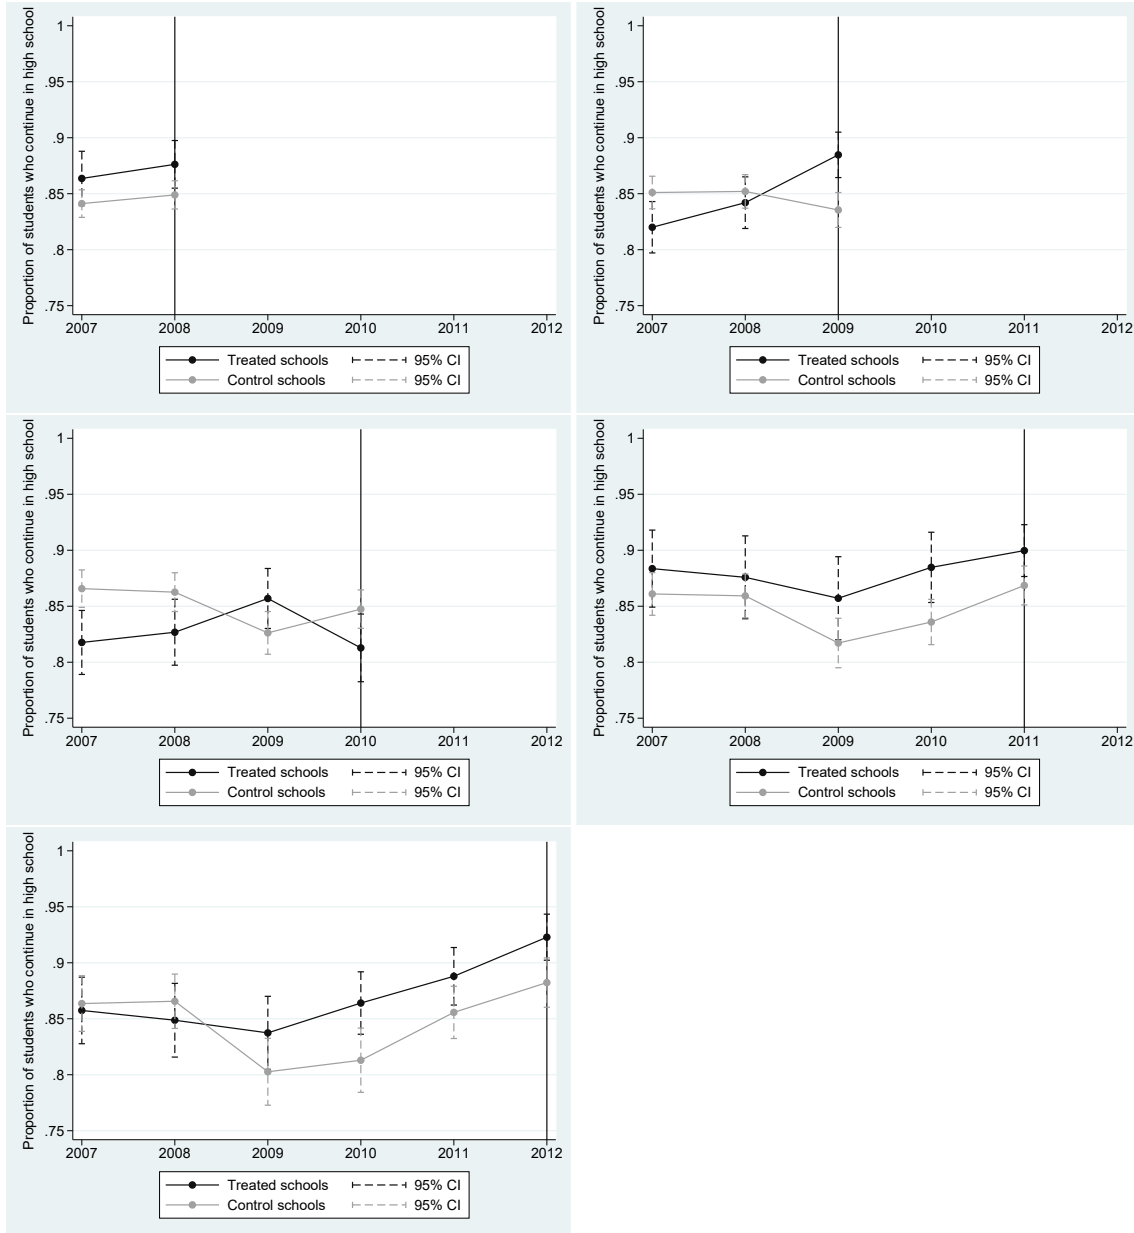 Proportion of students who continue in high school
1
.95
.9
.85
.8
.75
2007 2008 2009 2010 2011 2012
Treated schools 95% CI
Control schools 95% CI
Proportion of students who continue in high school
1
.95
.9
.85
.8
.75
2007 2008 2009 2010 2011 2012
Treated schools 95% CI
Control schools 95% CI
Proportion of students who continue in high school
1
.95
.9
.85
.8
.75
2007 2008 2009 2010 2011 2012
Treated schools 95% CI
Control schools 95% CI
Proportion of students who continue in high school
1
.95
.9
.85
.8
.75
2007 2008 2009 2010 2011 2012
Treated schools 95% CI
Control schools 95% CI
Proportion of students who continue in high school
1
.95
.9
.85
.8
.75
2007 2008 2009 2010 2011 2012
Treated schools 95% CI
Control schools 95% CI